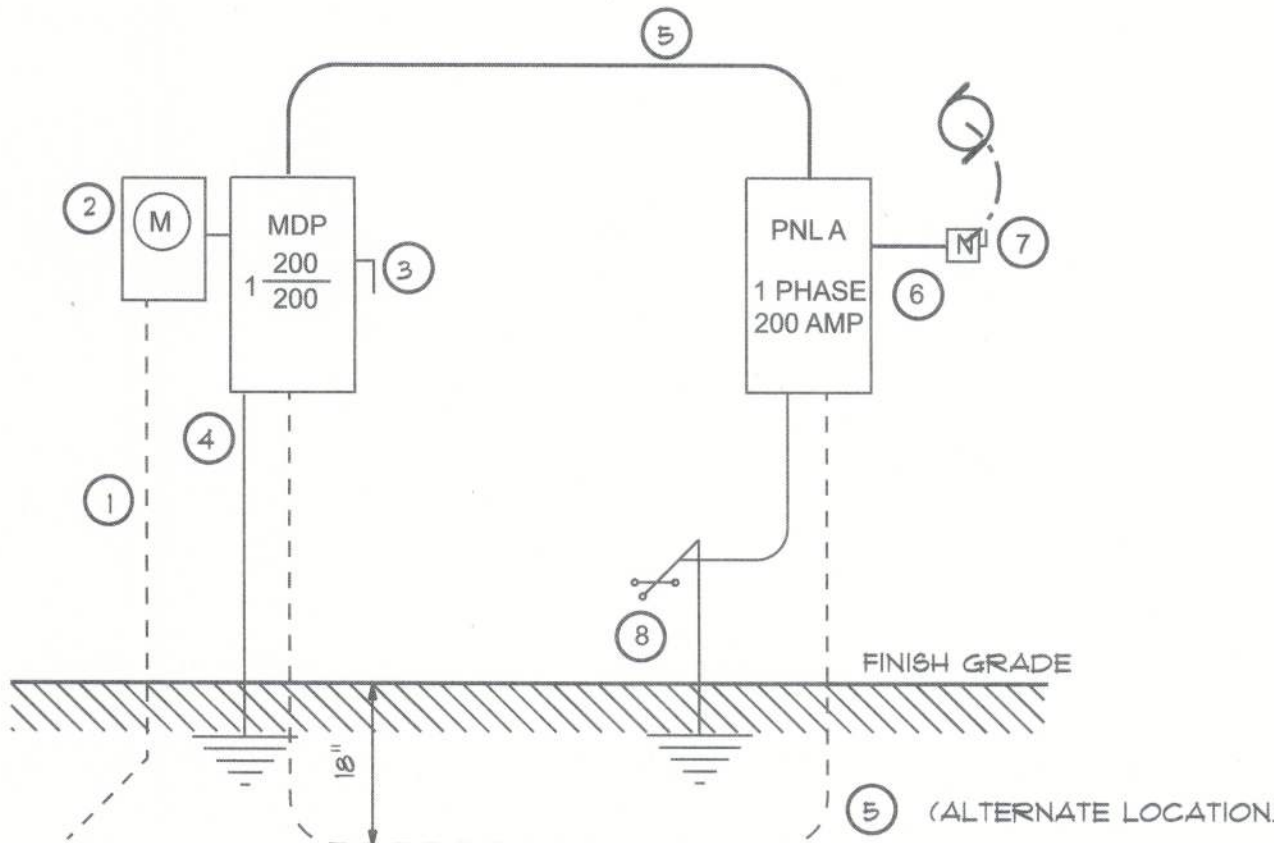 5
2
M
MDP
1 200
200
3
PNL A
1 PHASE
200 AMP
N
7
6
4
1
8
FINISH GRADE
18"
5 (ALTERNATE LOCATION.